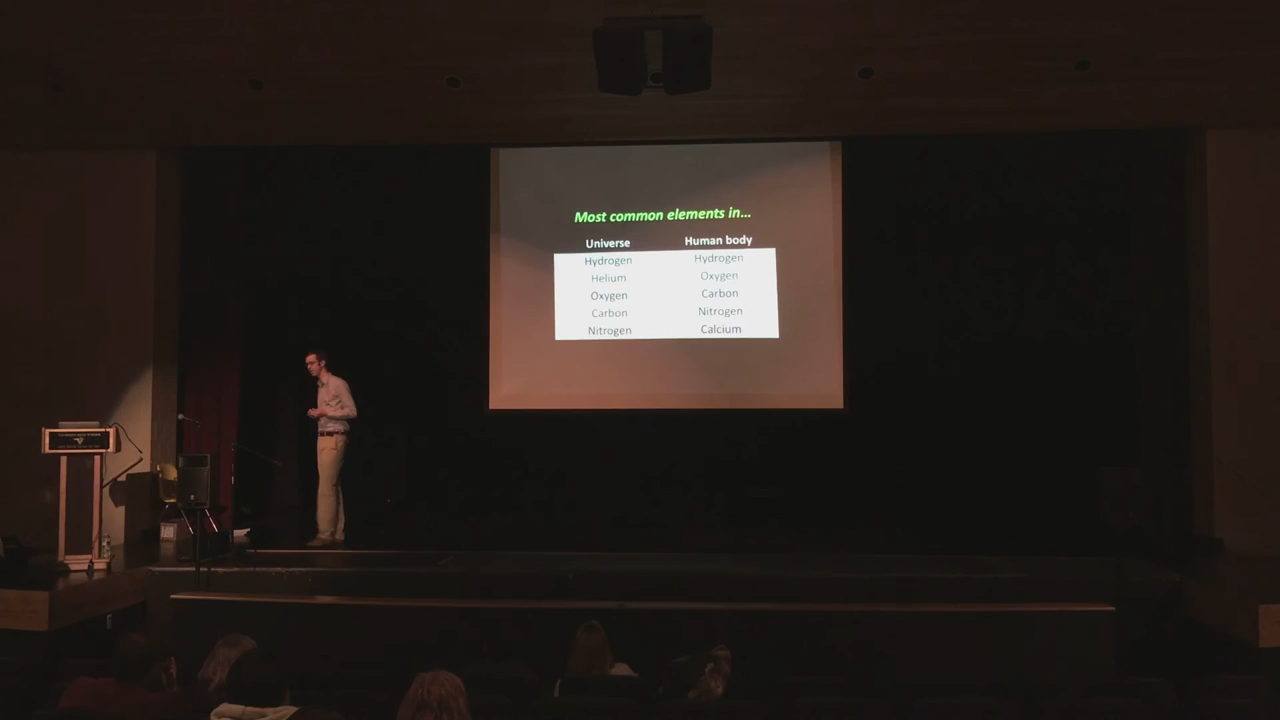 Most common elements in...
Universe Human body
Hydrogen Hydrogen
Helium Oxygen
Oxygen Carbon
Carbon Nitrogen
Nitrogen Calcium